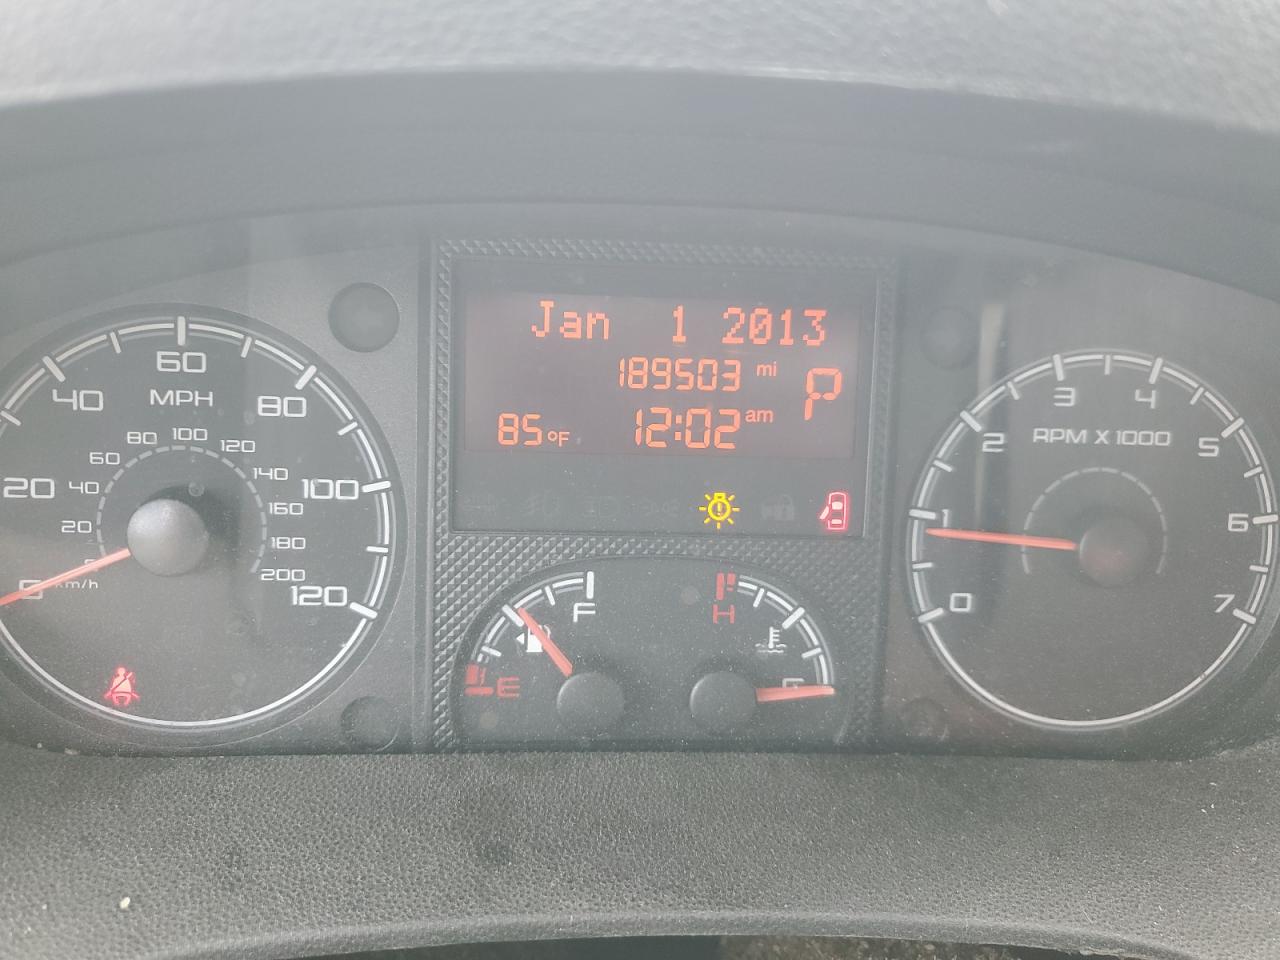 Jan 1 2013
189503 mi
P
85°F 12:02 am
MPH
20 40 60 80 100 120
20 40 60 80 100 120 140 160 180 200
km/h
RPM X 1000
0 1 2 3 4 5 6 7
E F
H